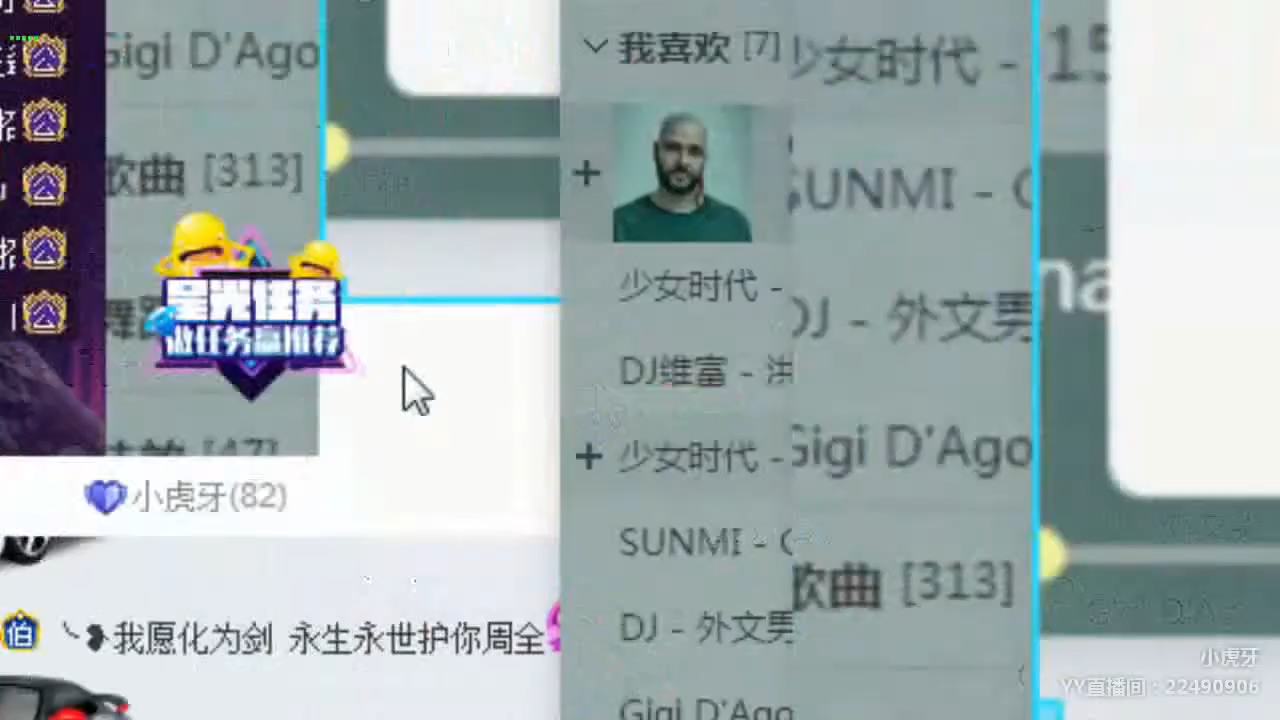 Gigi D'Ago
歌曲 [313]
星光任务
做任务赢推荐
小虎牙(82)
伯
我愿化为剑 永生永世护你周全
我喜欢 [7]
少女时代 -
DJ维富 - 洪
少女时代 -
SUNMI -
DJ - 外文男
Gigi D'Ago
少女时代 - 15
SUNMI -
DJ - 外文男
Gigi D'Ago
歌曲 [313]
na
小虎牙
YY直播间：22490906